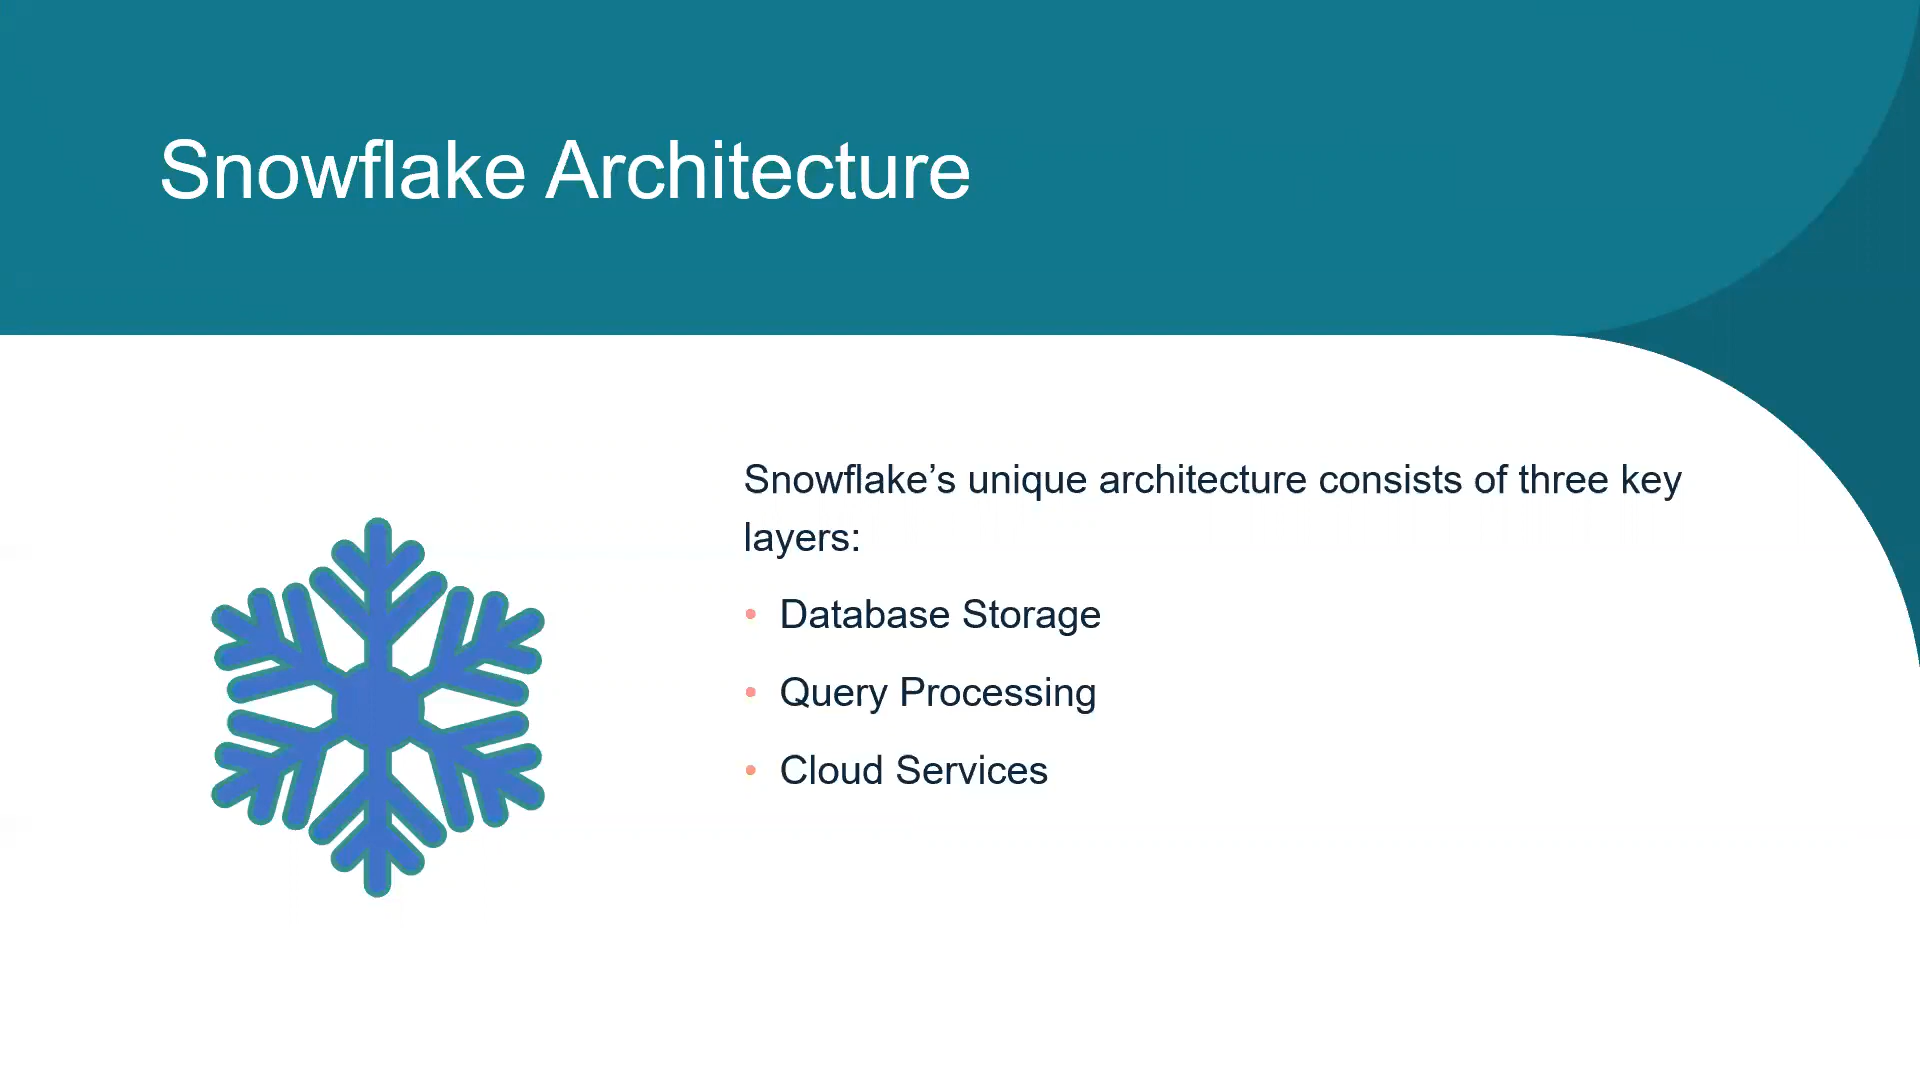 Snowflake Architecture
Snowflake’s unique architecture consists of three key
layers:
• Database Storage
• Query Processing
• Cloud Services